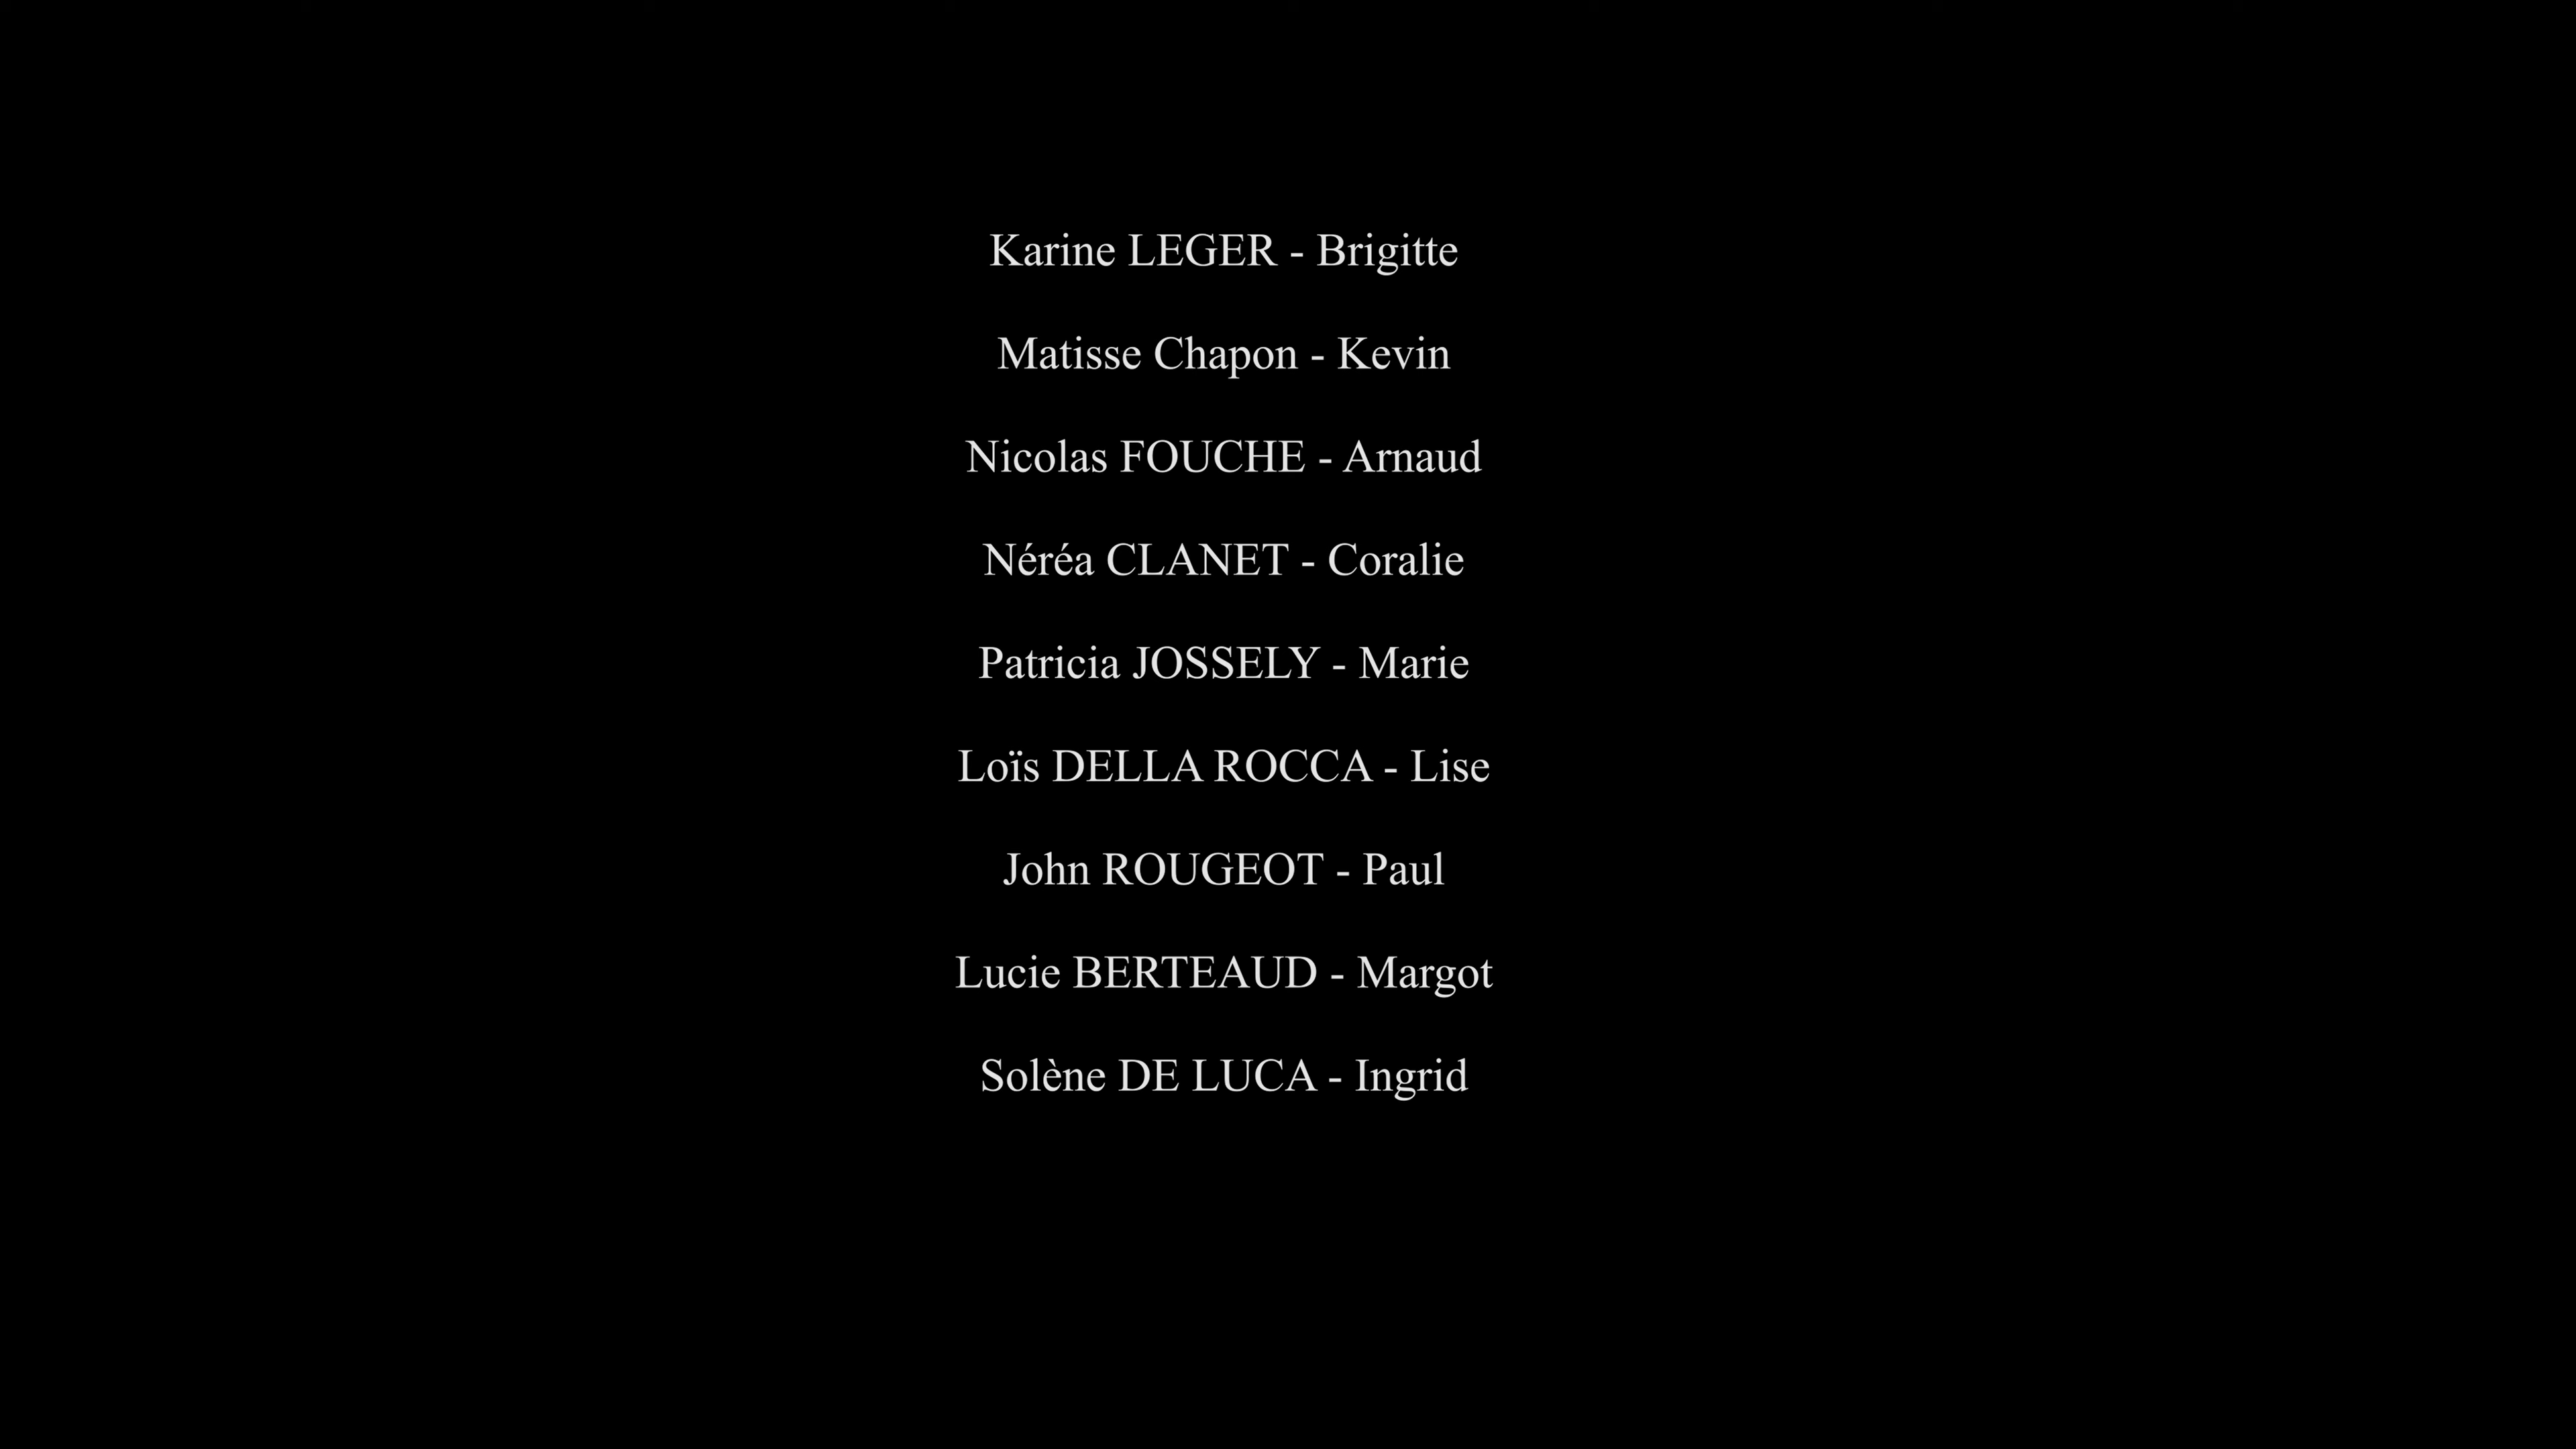 Karine LEGER - Brigitte
Matisse Chapon - Kevin
Nicolas FOUCHE - Arnaud
Néréa CLANET - Coralie
Patricia JOSSELY - Marie
Loïs DELLA ROCCA - Lise
John ROUGEOT - Paul
Lucie BERTEAUD - Margot
Solène DE LUCA - Ingrid